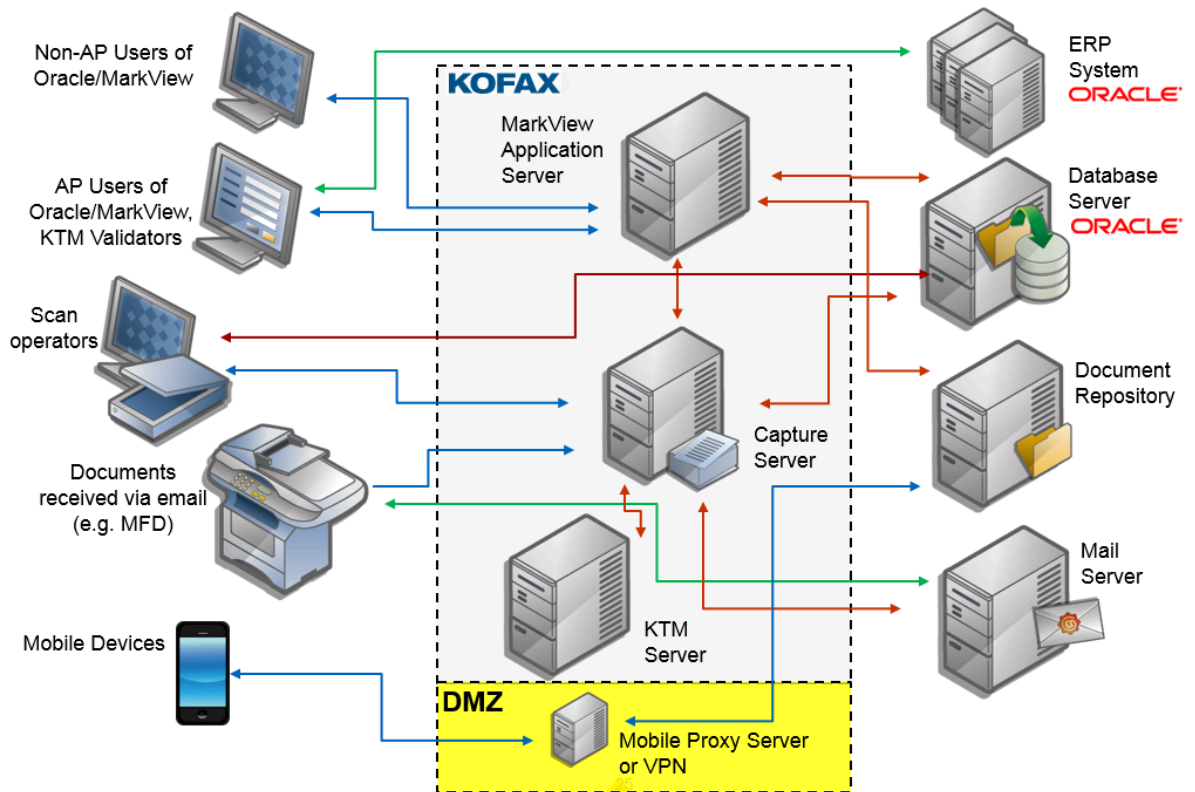 Non-AP Users of
Oracle/MarkView
AP Users of
Oracle/MarkView,
KTM Validators
Scan
operators
Documents
received via email
(e.g. MFD)
Mobile Devices
KOFAX
MarkView
Application
Server
Capture
Server
KTM
Server
DMZ
Mobile Proxy Server
or VPN
25
ERP
System
ORACLE
Database
Server
ORACLE
Document
Repository
Mail
Server